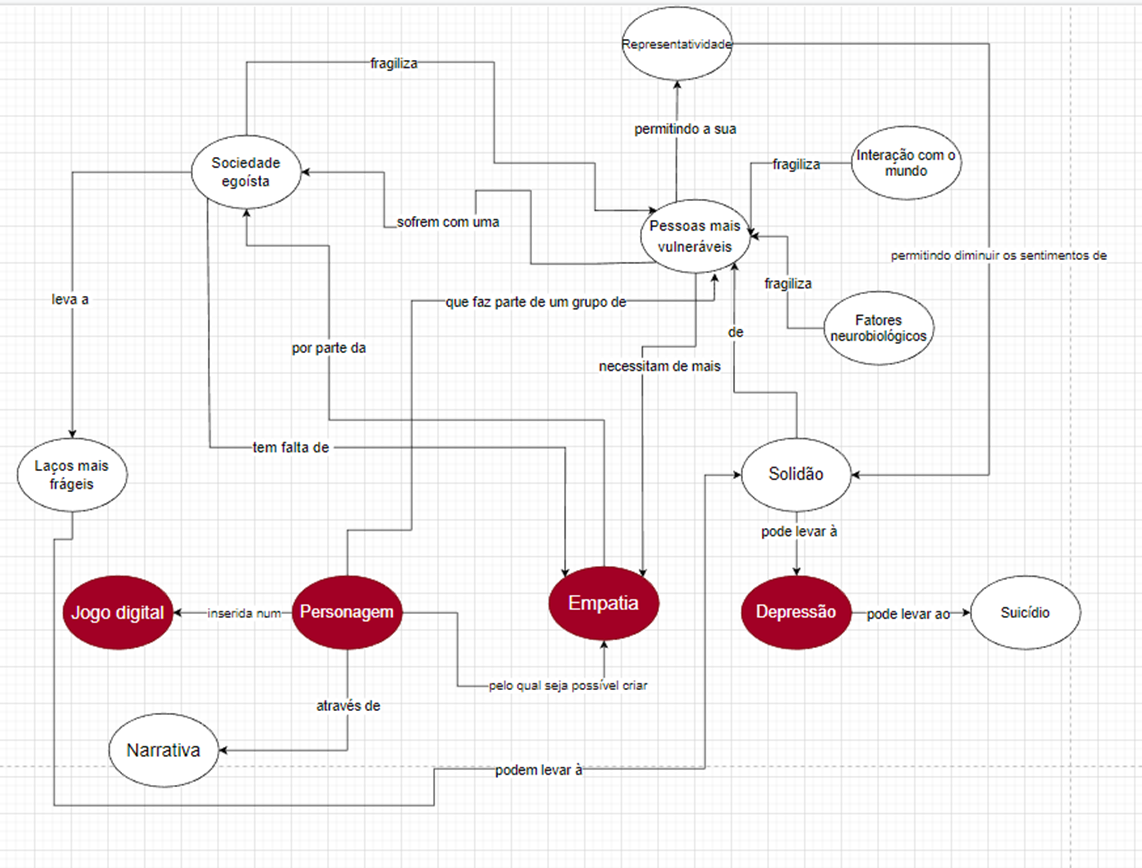 Representatividade
fragiliza
permitindo a sua
Sociedade
egoísta
Interação com o
mundo
fragiliza
sofrem com uma
Pessoas mais
vulneráveis
permitindo diminuir os sentimentos de
fragiliza
leva a
que faz parte de um grupo de
Fatores
neurobiológicos
de
por parte da
necessitam de mais
tem falta de
Laços mais
frágeis
Solidão
pode levar à
Jogo digital
inserida num
Personagem
Empatia
Depressão
pode levar ao
Suicídio
pelo qual seja possível criar
através de
Narrativa
podem levar à